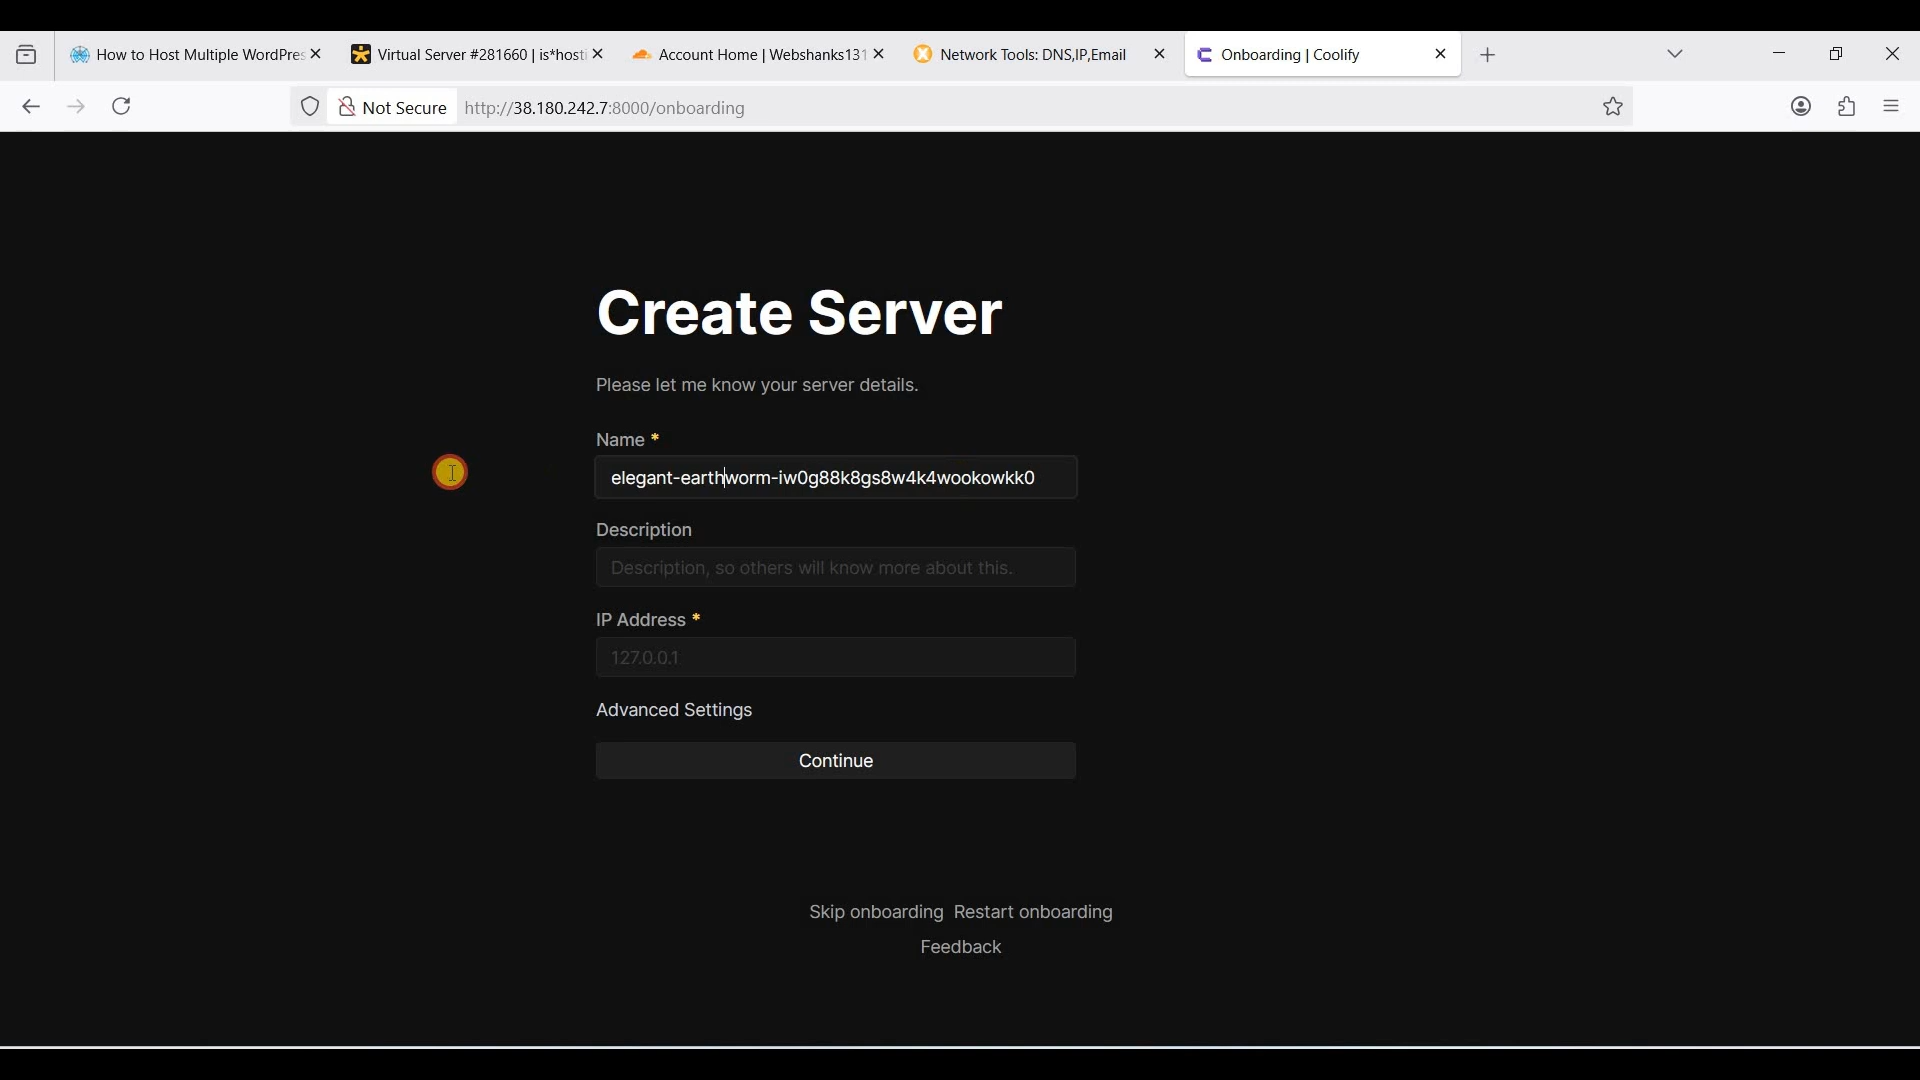 How to Host Multiple WordPres
Virtual Server #281660 | is*hosti
Account Home | Webshanks131
Network Tools: DNS,IP,Email
Onboarding | Coolify
Not Secure
http://38.180.242.7:8000/onboarding
Create Server
Please let me know your server details.
Name *
elegant-earthworm-iw0g88k8gs8w4k4wookowkk0
Description
Description, so others will know more about this.
IP Address *
127.0.0.1
Advanced Settings
Continue
Skip onboarding Restart onboarding
Feedback